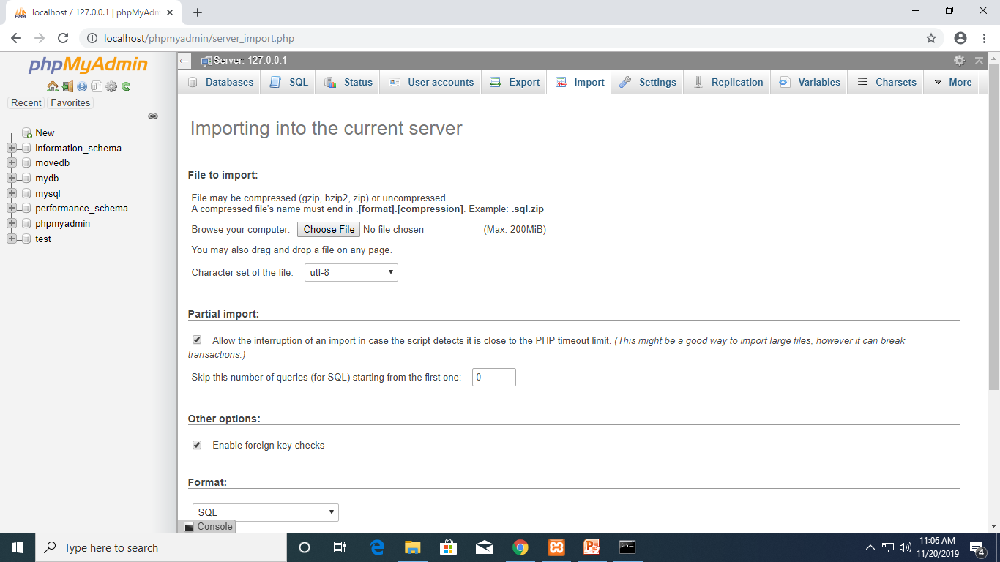 localhost / 127.0.0.1 | phpMyAdm
localhost/phpmyadmin/server_import.php
phpMyAdmin
Recent Favorites
New
information_schema
movedb
mydb
mysql
performance_schema
phpmyadmin
test
Server: 127.0.0.1
Databases SQL Status User accounts Export Import Settings Replication Variables Charsets More
Importing into the current server
File to import:
File may be compressed (gzip, bzip2, zip) or uncompressed.
A compressed file's name must end in .[format].[compression]. Example: .sql.zip
Browse your computer: Choose File No file chosen (Max: 200MiB)
You may also drag and drop a file on any page.
Character set of the file: utf-8
Partial import:
Allow the interruption of an import in case the script detects it is close to the PHP timeout limit. (This might be a good way to import large files, however it can break
transactions.)
Skip this number of queries (for SQL) starting from the first one: 0
Other options:
Enable foreign key checks
Format:
SQL
Console
Type here to search
11:06 AM
11/20/2019
4